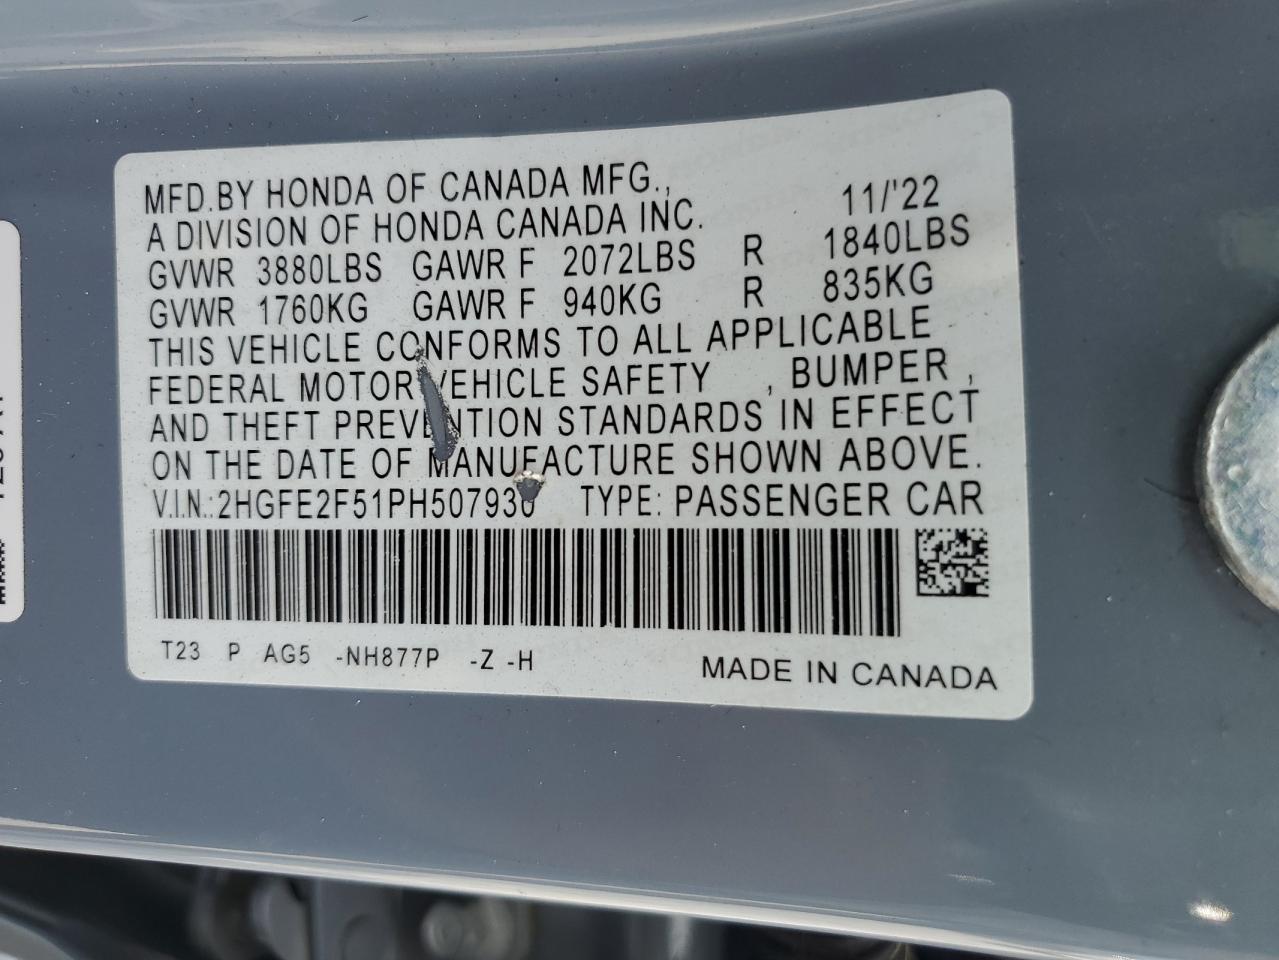 MFD.BY HONDA OF CANADA MFG., 11/'22
A DIVISION OF HONDA CANADA INC.
GVWR 3880LBS GAWR F 2072LBS R 1840LBS
GVWR 1760KG GAWR F 940KG R 835KG
THIS VEHICLE CONFORMS TO ALL APPLICABLE
FEDERAL MOTOR VEHICLE SAFETY , BUMPER ,
AND THEFT PREVENTION STANDARDS IN EFFECT
ON THE DATE OF MANUFACTURE SHOWN ABOVE.
V.I.N.:2HGFE2F51PH507930 TYPE: PASSENGER CAR
T23 P AG5 -NH877P -Z -H
MADE IN CANADA